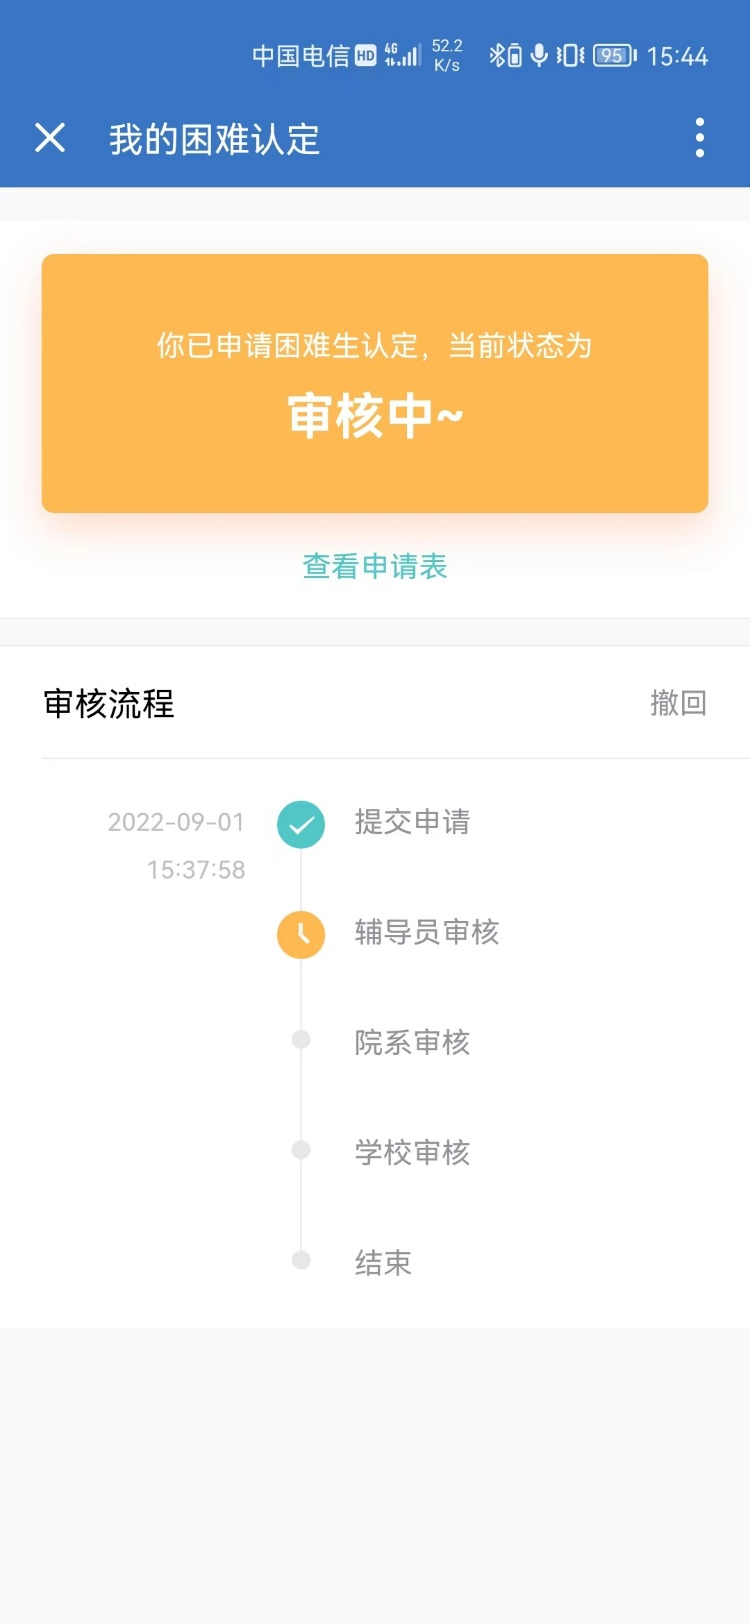 中国电信 HD 4G 52.2 K/s 95 15:44
我的困难认定
你已申请困难生认定，当前状态为
审核中~
查看申请表
审核流程 撤回
2022-09-01 提交申请
15:37:58
辅导员审核
院系审核
学校审核
结束